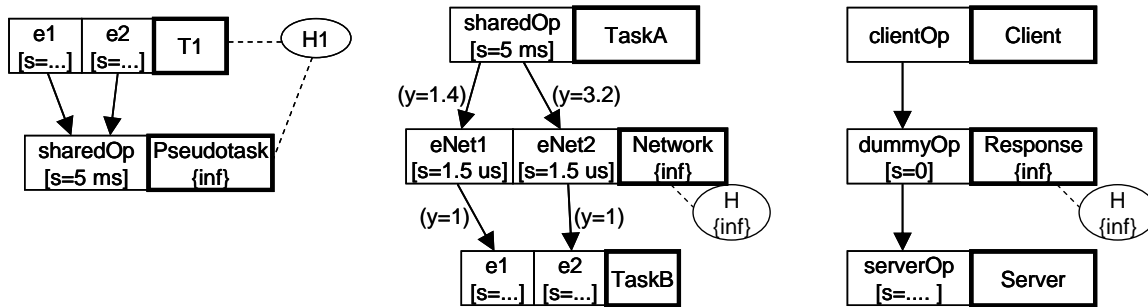 e1
[s=...]
e2
[s=...]
T1
H1
sharedOp
[s=5 ms]
Pseudotask
{inf}
sharedOp
[s=5 ms]
TaskA
(y=1.4)
(y=3.2)
eNet1
[s=1.5 us]
eNet2
[s=1.5 us]
Network
{inf}
H
{inf}
(y=1)
(y=1)
e1
[s=...]
e2
[s=...]
TaskB
clientOp
Client
dummyOp
[s=0]
Response
{inf}
H
{inf}
serverOp
[s=.... ]
Server